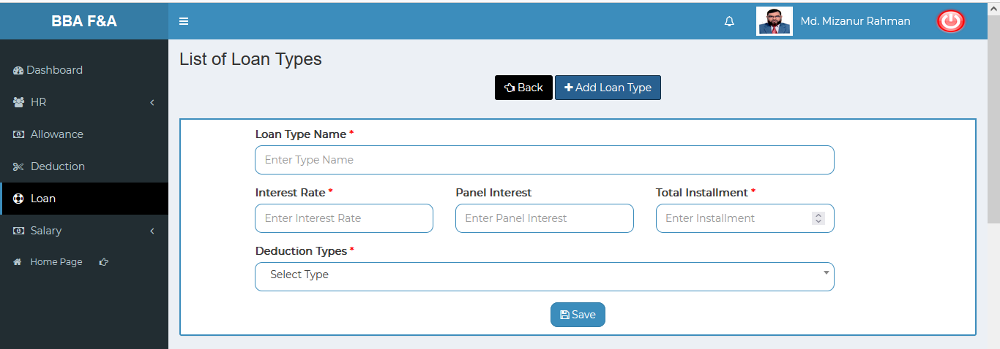 BBA F&A
Md. Mizanur Rahman
Dashboard
HR
Allowance
Deduction
Loan
Salary
Home Page
List of Loan Types
Back
Add Loan Type
Loan Type Name *
Enter Type Name
Interest Rate *
Panel Interest
Total Installment *
Enter Interest Rate
Enter Panel Interest
Enter Installment
Deduction Types *
Select Type
Save